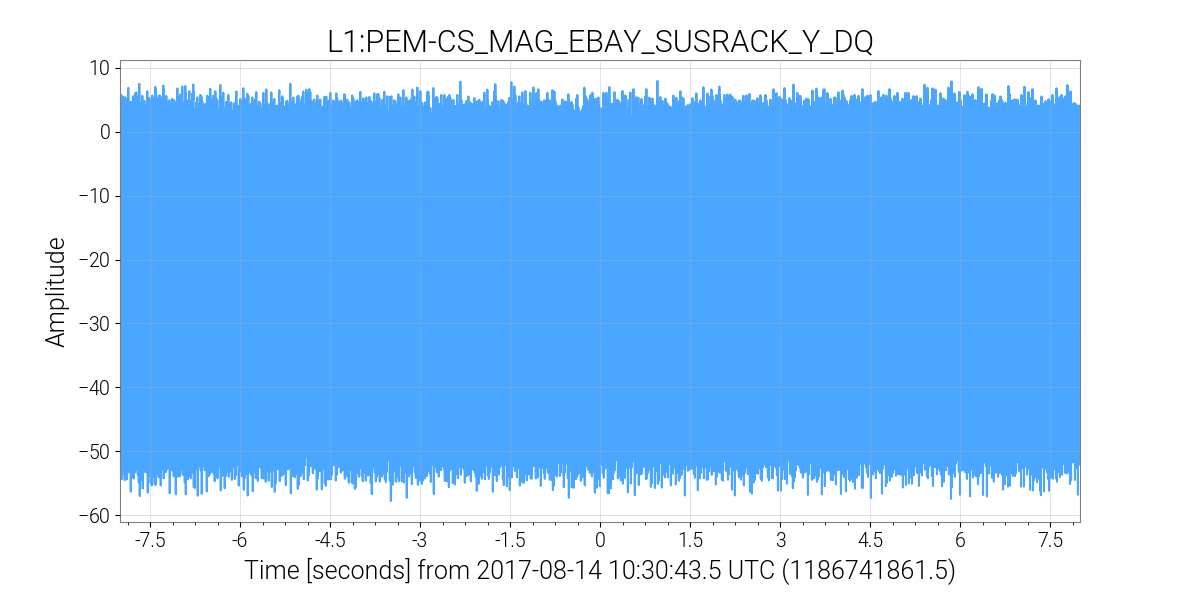 L1:PEM-CS_MAG_EBAY_SUSRACK_Y_DQ
10
0
−10
−20
−30
−40
−50
−60
Amplitude
-7.5 -6 -4.5 -3 -1.5 0 1.5 3 4.5 6 7.5
Time [seconds] from 2017-08-14 10:30:43.5 UTC (1186741861.5)